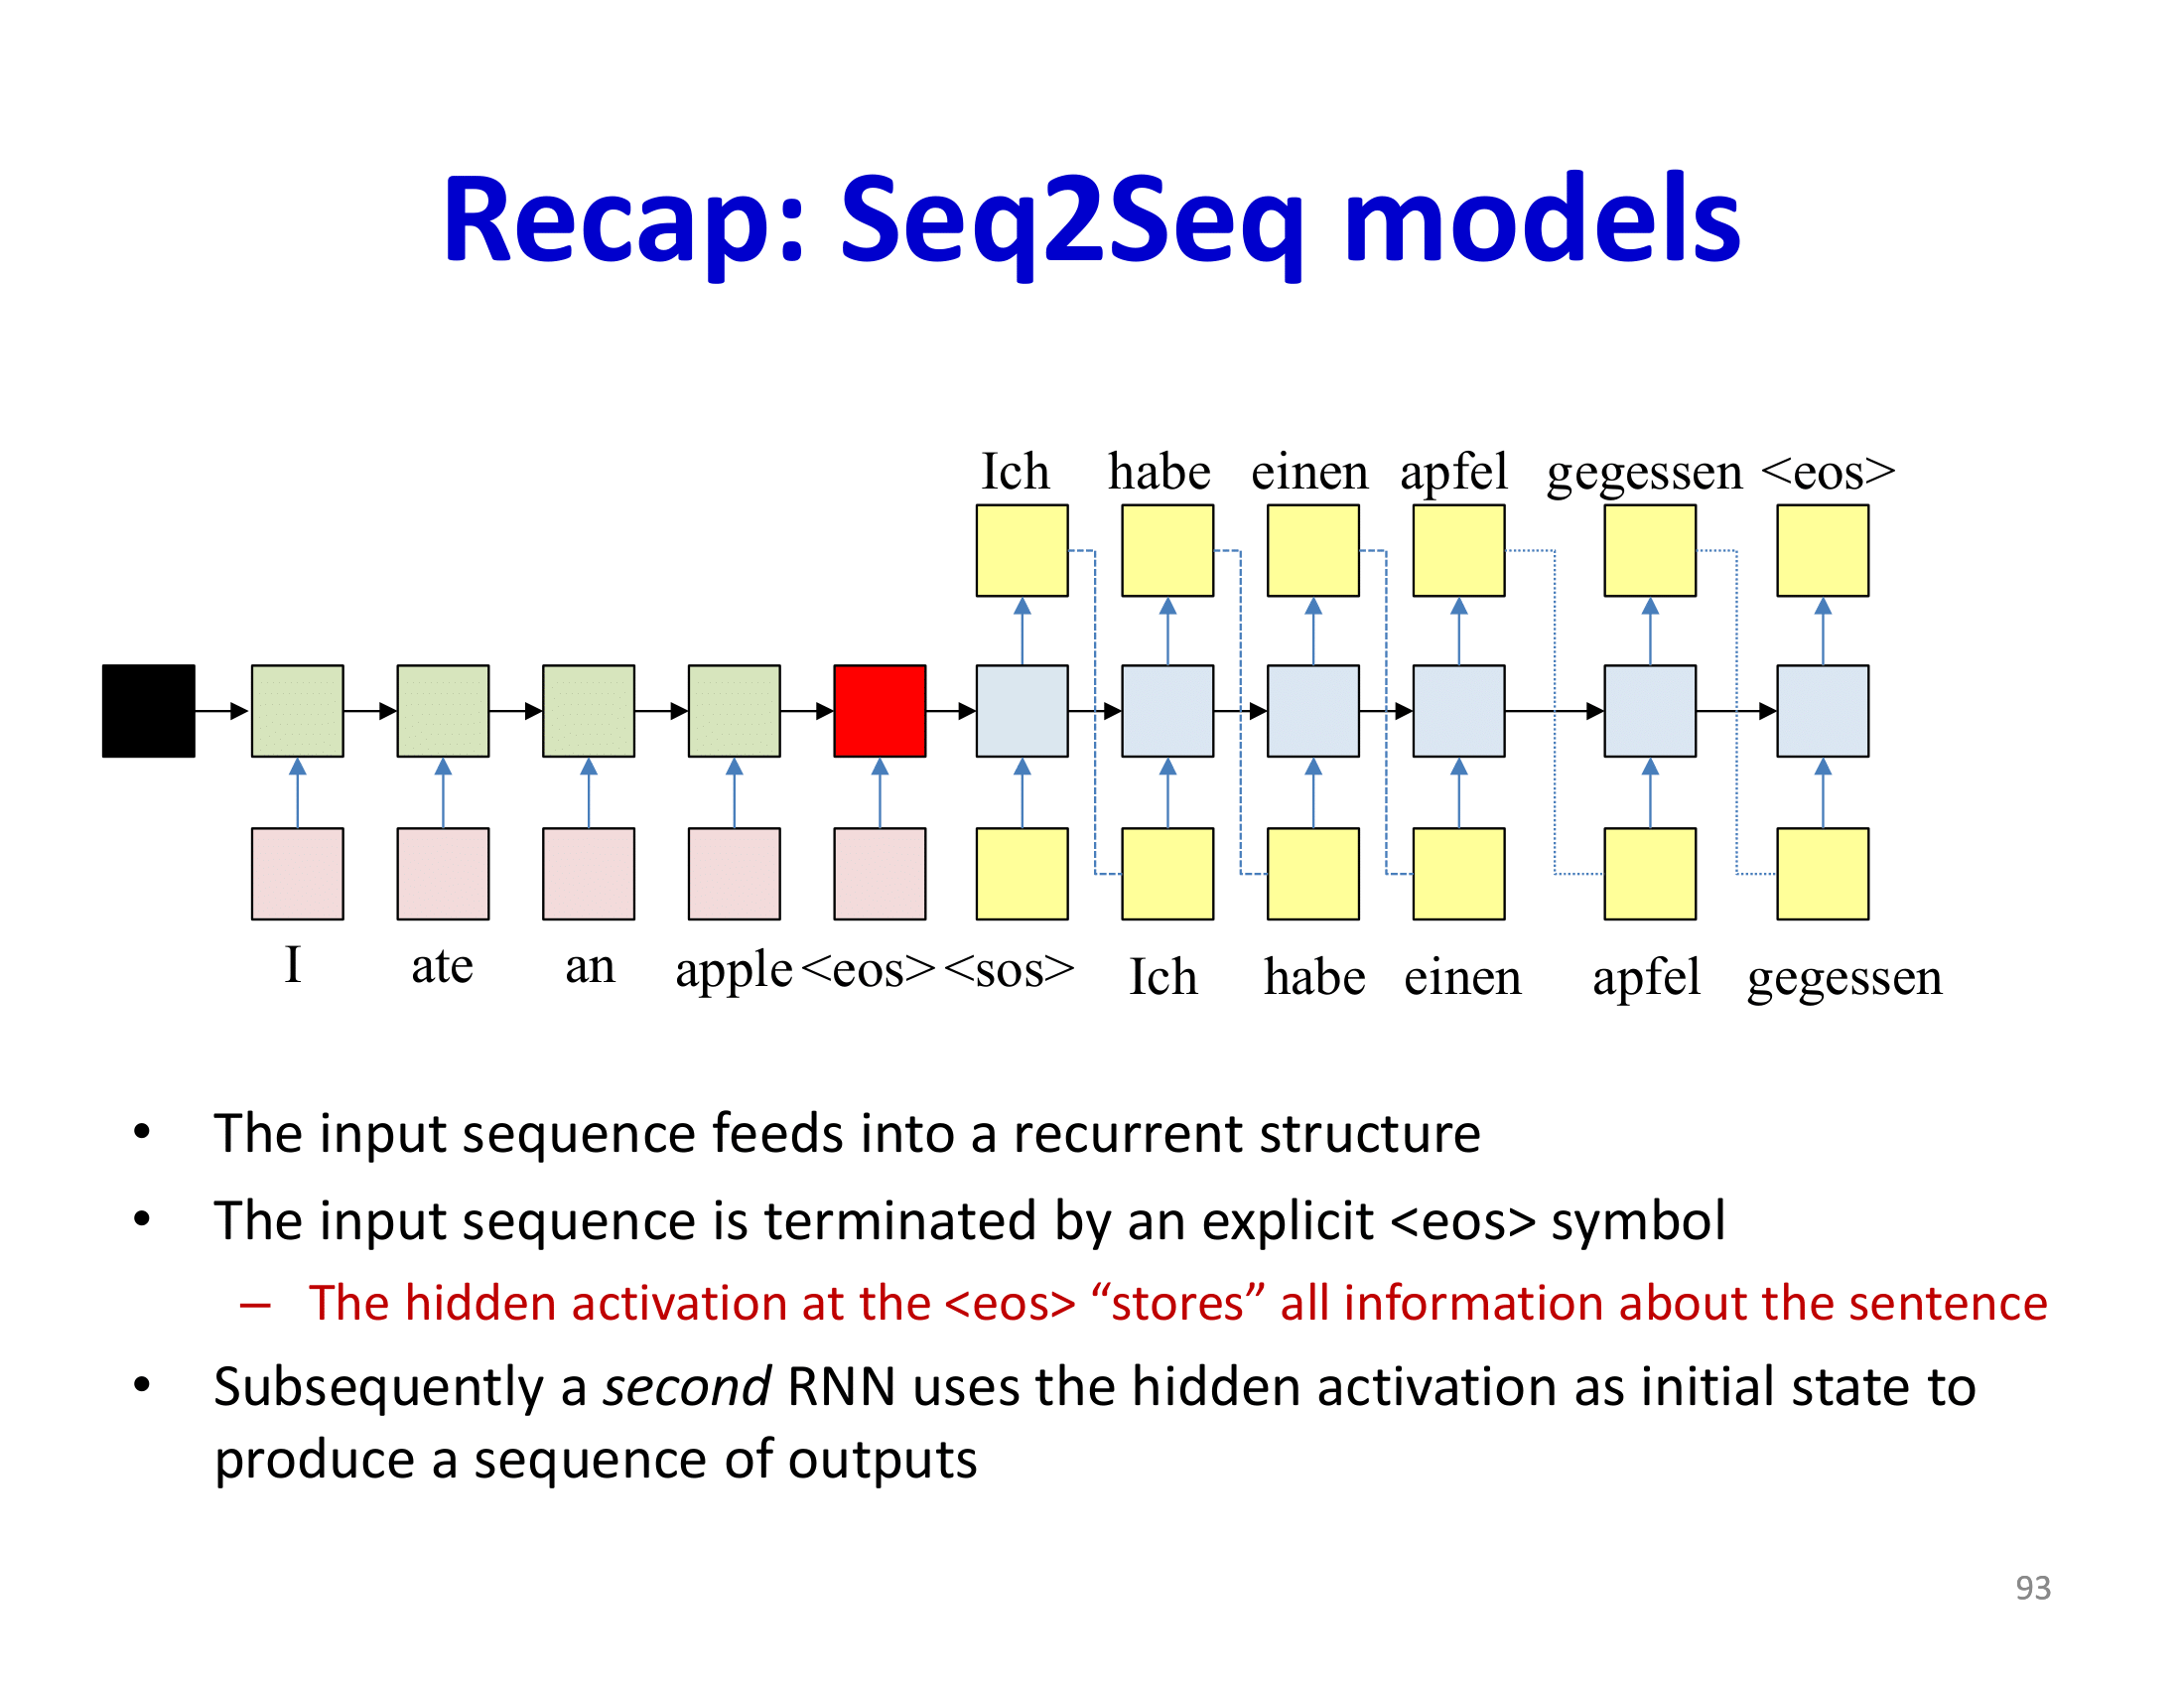 Recap: Seq2Seq models
Ich habe einen apfel gegessen <eos>
I ate an apple <eos> <sos> Ich habe einen apfel gegessen
• The input sequence feeds into a recurrent structure
• The input sequence is terminated by an explicit <eos> symbol
– The hidden activation at the <eos> “stores” all information about the sentence
• Subsequently a second RNN uses the hidden activation as initial state to
produce a sequence of outputs
93